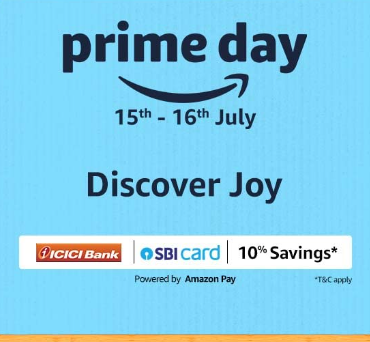 prime day
15th - 16th July
Discover Joy
ICICI Bank SBI card 10% Savings*
Powered by Amazon Pay *T&C apply